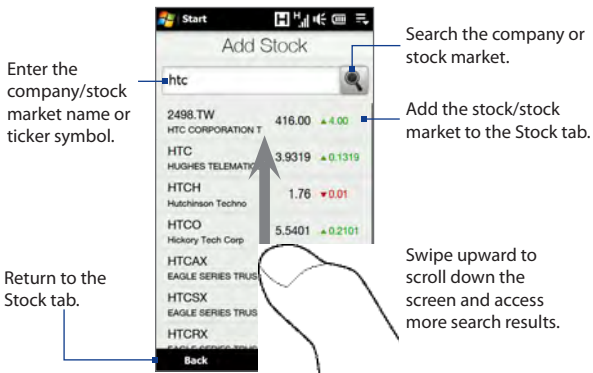 Start
Add Stock
htc
2498.TW
HTC CORPORATION T
416.00 ▲4.00
HTC
HUGHES TELEMATIC
3.9319 ▲0.1319
HTCH
Hutchinson Techno
1.76 ▼0.01
HTCO
Hickory Tech Corp
5.5401 ▲0.2101
HTCAX
EAGLE SERIES TRUS
HTCSX
EAGLE SERIES TRUS
HTCRX
EAGLE SERIES TRUS
Back
Enter the
company/stock
market name or
ticker symbol.
Return to the
Stock tab.
Search the company or
stock market.
Add the stock/stock
market to the Stock tab.
Swipe upward to
scroll down the
screen and access
more search results.